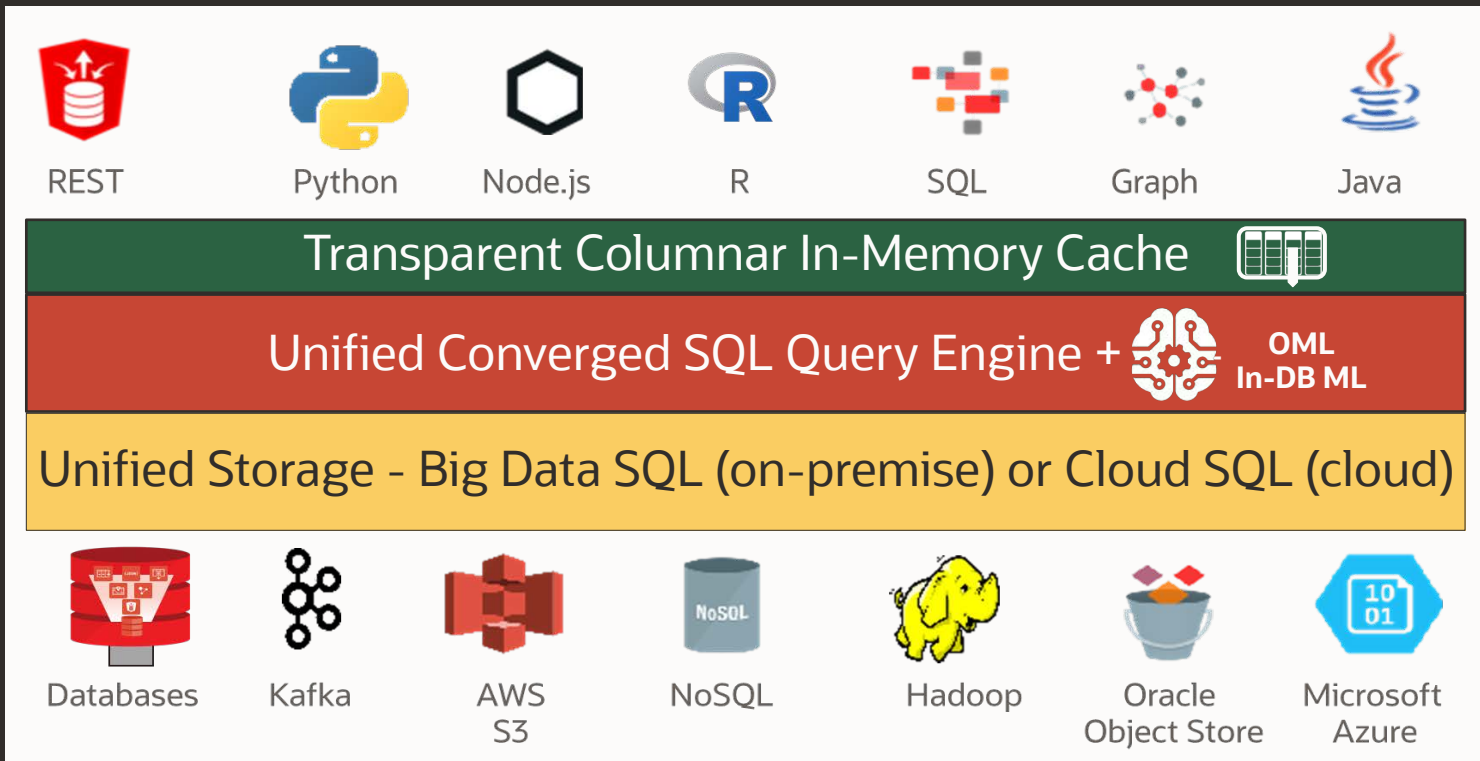 REST
Python
Node.js
R
SQL
Graph
Java
Transparent Columnar In-Memory Cache
Unified Converged SQL Query Engine +
OML
In-DB ML
Unified Storage - Big Data SQL (on-premise) or Cloud SQL (cloud)
NoSQL
10
01
Databases
Kafka
AWS
S3
NoSQL
Hadoop
Oracle
Object Store
Microsoft
Azure